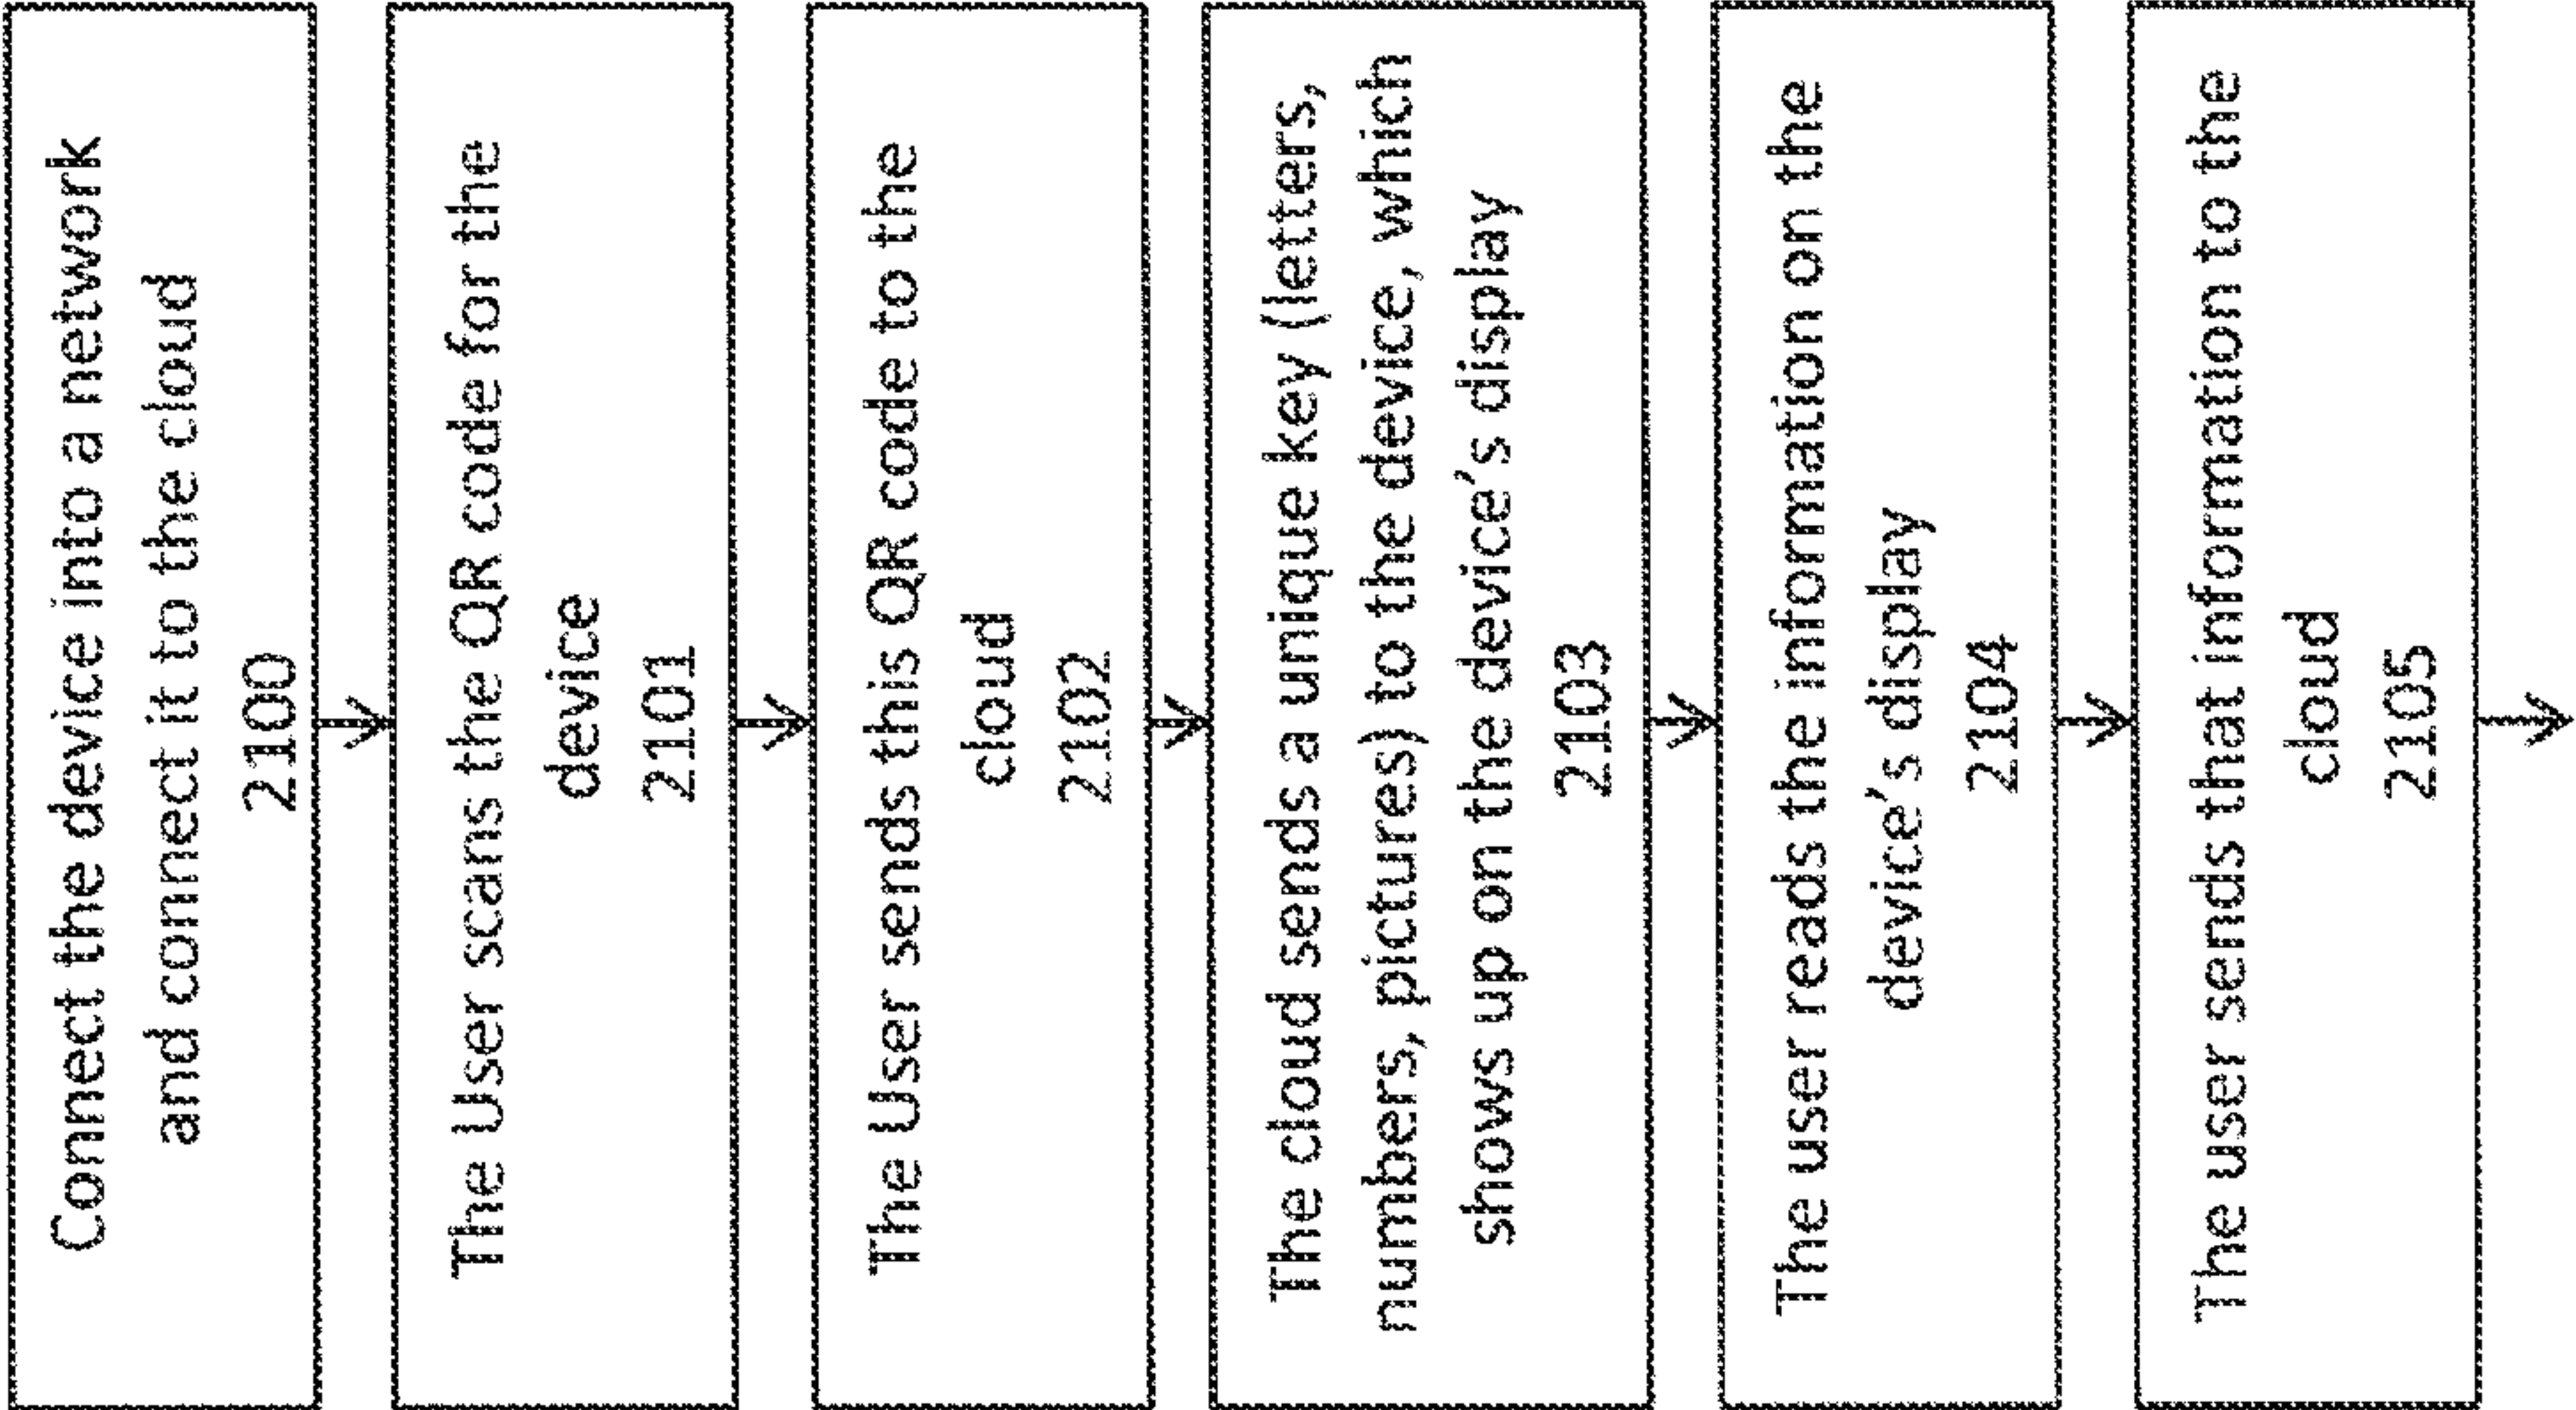 Connect the device into a network
and connect it to the cloud
2100
The User scans the QR code for the
device
2101
The User sends this QR code to the
cloud
2102
The cloud sends a unique key (letters,
numbers, pictures) to the device, which
shows up on the device's display
2103
The user reads the information on the
device's display
2104
The user sends that information to the
cloud
2105